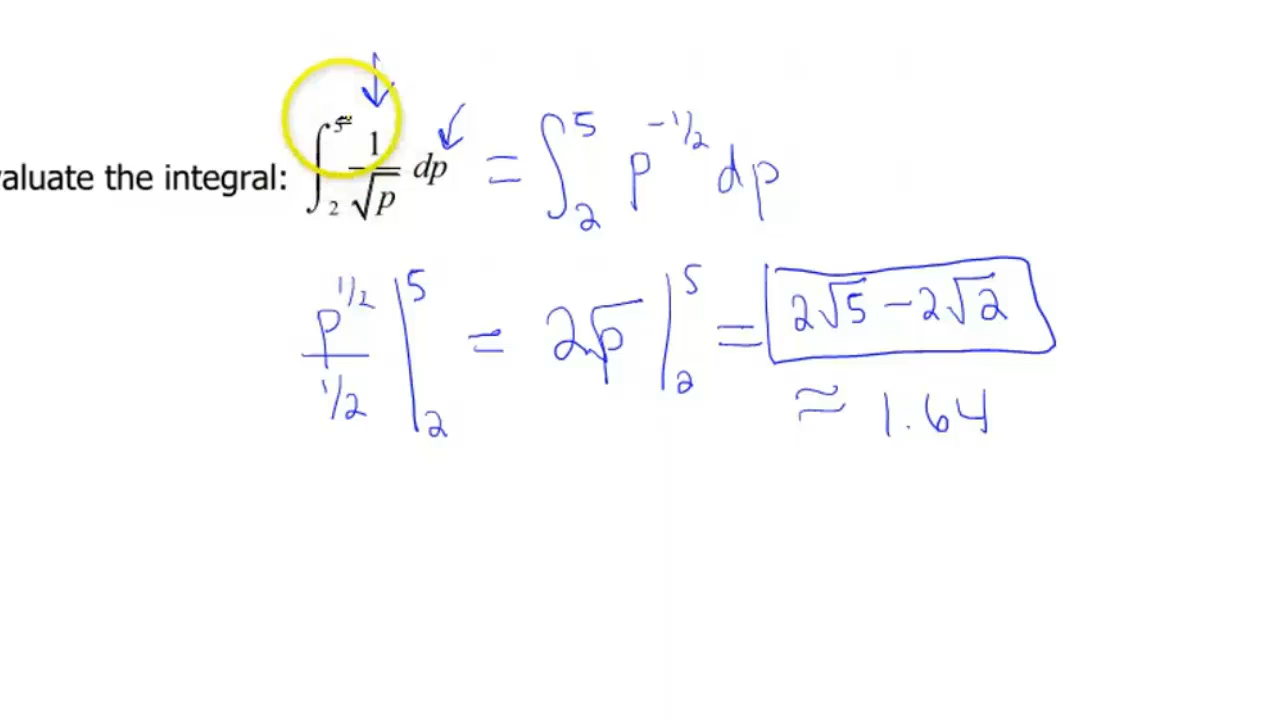 valuate the integral: ∫₂⁵ 1/√p dp = ∫₂⁵ p^(-1/2) dp
p^(1/2)/(1/2) |₂⁵ = 2√p |₂⁵ = 2√5 - 2√2
≈ 1.64